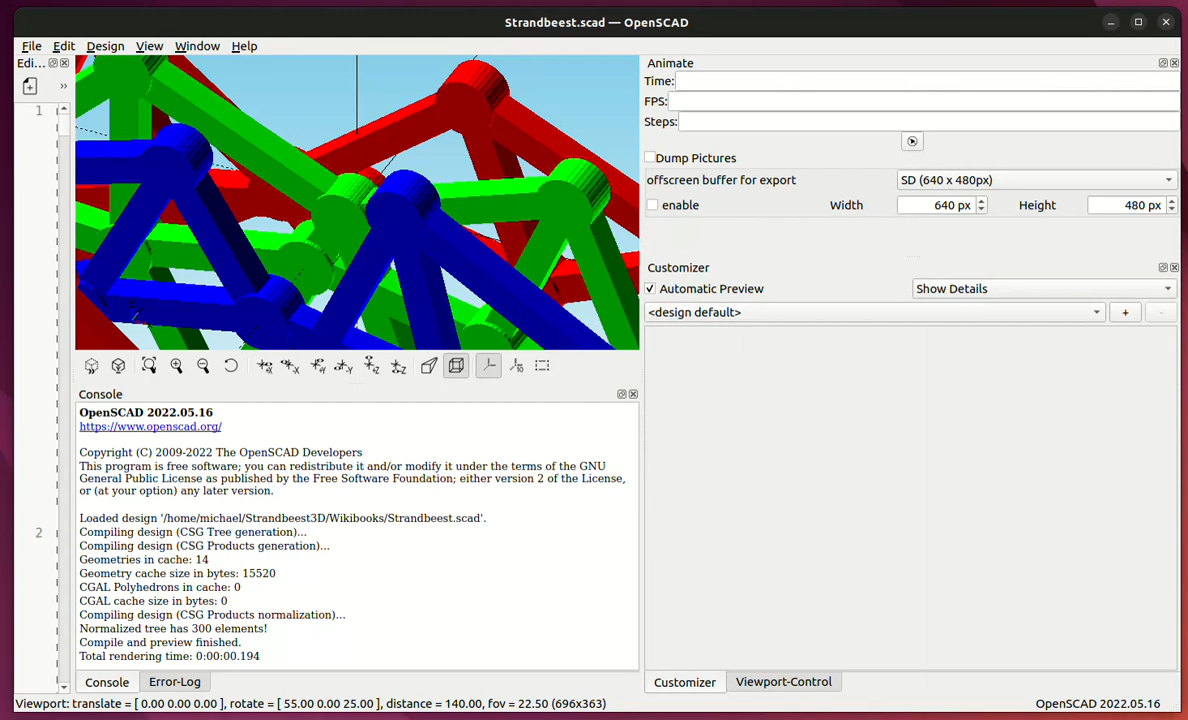 Strandbeest.scad — OpenSCAD
File Edit Design View Window Help
Edi...
Animate
Time:
FPS:
Steps:
Dump Pictures
offscreen buffer for export SD (640 x 480px)
enable Width 640 px Height 480 px
Customizer
Automatic Preview Show Details
<design default> + -
1
2
+X -X +Y -Y +Z -Z 10
Console
OpenSCAD 2022.05.16
https://www.openscad.org/
Copyright (C) 2009-2022 The OpenSCAD Developers
This program is free software; you can redistribute it and/or modify it under the terms of the GNU
General Public License as published by the Free Software Foundation; either version 2 of the License,
or (at your option) any later version.
Loaded design '/home/michael/Strandbeest3D/Wikibooks/Strandbeest.scad'.
Compiling design (CSG Tree generation)...
Compiling design (CSG Products generation)...
Geometries in cache: 14
Geometry cache size in bytes: 15520
CGAL Polyhedrons in cache: 0
CGAL cache size in bytes: 0
Compiling design (CSG Products normalization)...
Normalized tree has 300 elements!
Compile and preview finished.
Total rendering time: 0:00:00.194
Console Error-Log
Customizer Viewport-Control
Viewport: translate = [ 0.00 0.00 0.00 ], rotate = [ 55.00 0.00 25.00 ], distance = 140.00, fov = 22.50 (696x363)
OpenSCAD 2022.05.16